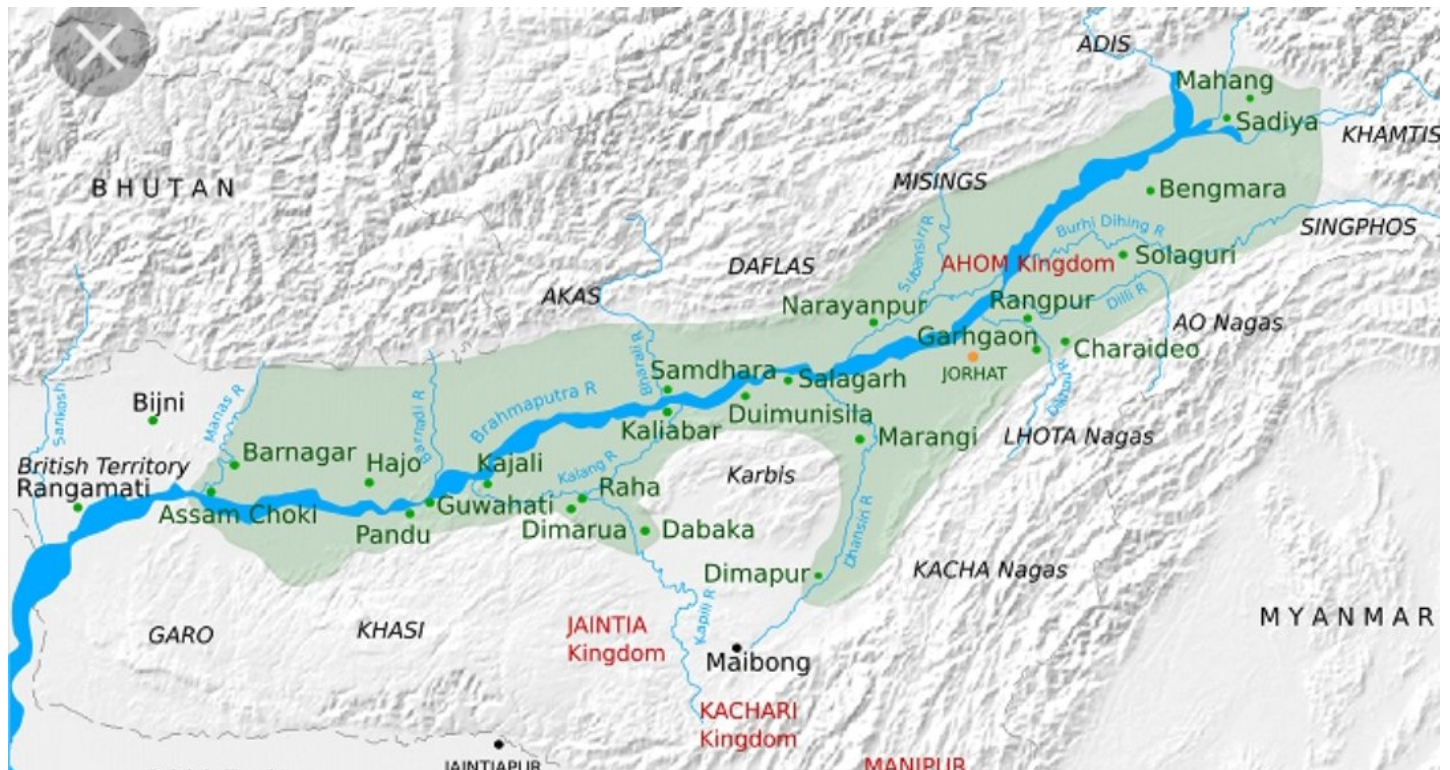 ADIS
Mahang
Sadiya
KHAMTIS
BHUTAN
MISINGS
Bengmara
SINGPHOS
Subansiri R
Burhi Dihing R
DAFLAS
AHOM Kingdom
Solaguri
AKAS
Narayanpur
Rangpur
Dilli R
AO Nagas
Garhgaon
Charaideo
Bharali R
Samdhara
Salagarh
JORHAT
Dikhou R
Sankosh
Bijni
Manas R
Barnadi R
Brahmaputra R
Duimunisila
Kaliabar
Marangi
LHOTA Nagas
Barnagar
British Territory
Rangamati
Hajo
Kajali
Kalang R
Karbis
Raha
Assam Choki
Guwahati
Pandu
Dimarua
Dabaka
Dhansiri R
Dimapur
KACHA Nagas
GARO
KHASI
JAINTIA
Kingdom
Kapili R
MYANMAR
Maibong
KACHARI
Kingdom
JAINTIAPUR
MANIPUR